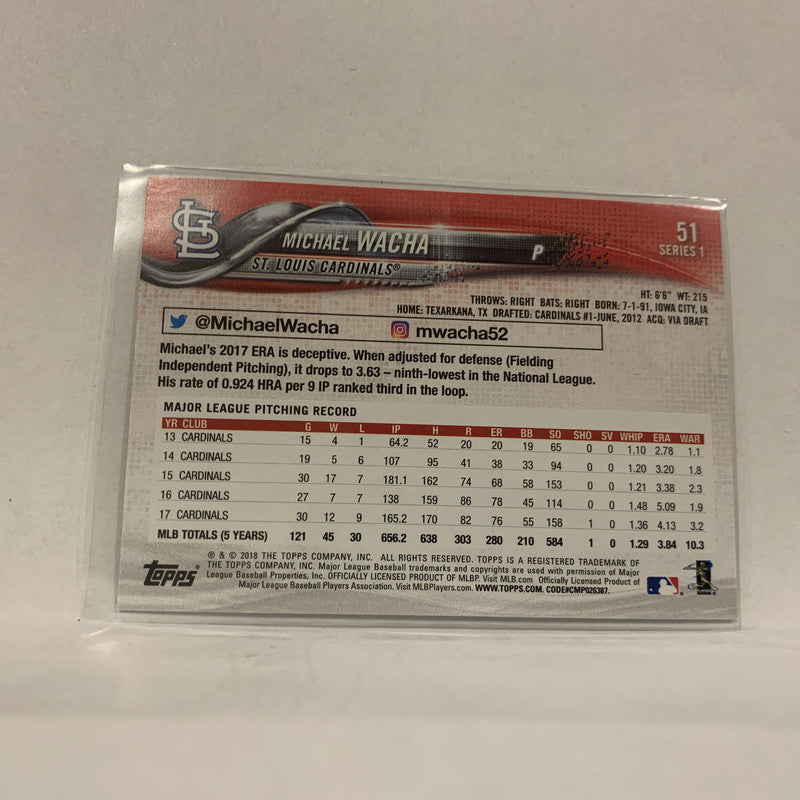 STL
MICHAEL WACHA
P
51
ST. LOUIS CARDINALS®
SERIES 1
HT: 6'6" WT: 215
THROWS: RIGHT BATS: RIGHT BORN: 7-1-91, IOWA CITY, IA
HOME: TEXARKANA, TX DRAFTED: CARDINALS #1-JUNE, 2012 ACQ: VIA DRAFT
@MichaelWacha mwacha52
Michael's 2017 ERA is deceptive. When adjusted for defense (Fielding
Independent Pitching), it drops to 3.63 – ninth-lowest in the National League.
His rate of 0.924 HRA per 9 IP ranked third in the loop.
MAJOR LEAGUE PITCHING RECORD
YR CLUB G W L IP H R ER BB SO SHO SV WHIP ERA WAR
13 CARDINALS 15 4 1 64.2 52 20 20 19 65 0 0 1.10 2.78 1.1
14 CARDINALS 19 5 6 107 95 41 38 33 94 0 0 1.20 3.20 1.8
15 CARDINALS 30 17 7 181.1 162 74 68 58 153 0 0 1.21 3.38 2.3
16 CARDINALS 27 7 7 138 159 86 78 45 114 0 0 1.48 5.09 1.9
17 CARDINALS 30 12 9 165.2 170 82 76 55 158 1 0 1.36 4.13 3.2
MLB TOTALS (5 YEARS) 121 45 30 656.2 638 303 280 210 584 1 0 1.29 3.84 10.3
® & © 2018 THE TOPPS COMPANY, INC. ALL RIGHTS RESERVED. TOPPS IS A REGISTERED TRADEMARK OF
THE TOPPS COMPANY, INC. Major League Baseball trademarks and copyrights are used with permission of Major
League Baseball Properties, Inc. OFFICIALLY LICENSED PRODUCT OF MLBP. Visit MLB.com Officially Licensed Product of
Major League Baseball Players Association. Visit MLBPlayers.com. WWW.TOPPS.COM. CODE#CMP026387.
topps